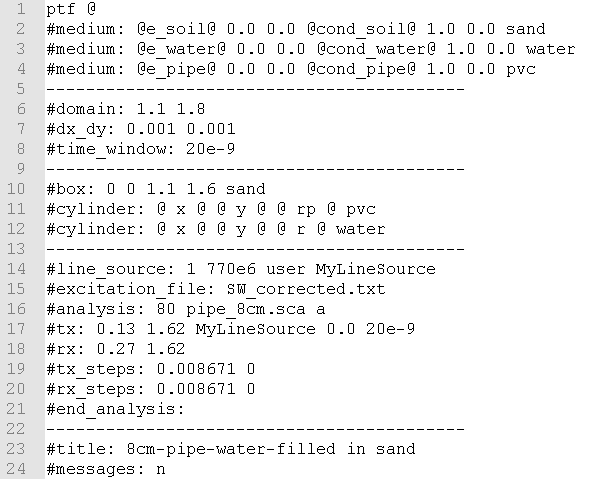 1 ptf @
2 #medium: @e_soil@ 0.0 0.0 @cond_soil@ 1.0 0.0 sand
3 #medium: @e_water@ 0.0 0.0 @cond_water@ 1.0 0.0 water
4 #medium: @e_pipe@ 0.0 0.0 @cond_pipe@ 1.0 0.0 pvc
5 ------------------------------------------
6 #domain: 1.1 1.8
7 #dx_dy: 0.001 0.001
8 #time_window: 20e-9
9 ------------------------------------------
10 #box: 0 0 1.1 1.6 sand
11 #cylinder: @ x @ @ y @ @ rp @ pvc
12 #cylinder: @ x @ @ y @ @ r @ water
13 ------------------------------------------
14 #line_source: 1 770e6 user MyLineSource
15 #excitation_file: SW_corrected.txt
16 #analysis: 80 pipe_8cm.sca a
17 #tx: 0.13 1.62 MyLineSource 0.0 20e-9
18 #rx: 0.27 1.62
19 #tx_steps: 0.008671 0
20 #rx_steps: 0.008671 0
21 #end_analysis:
22 ------------------------------------------
23 #title: 8cm-pipe-water-filled in sand
24 #messages: n